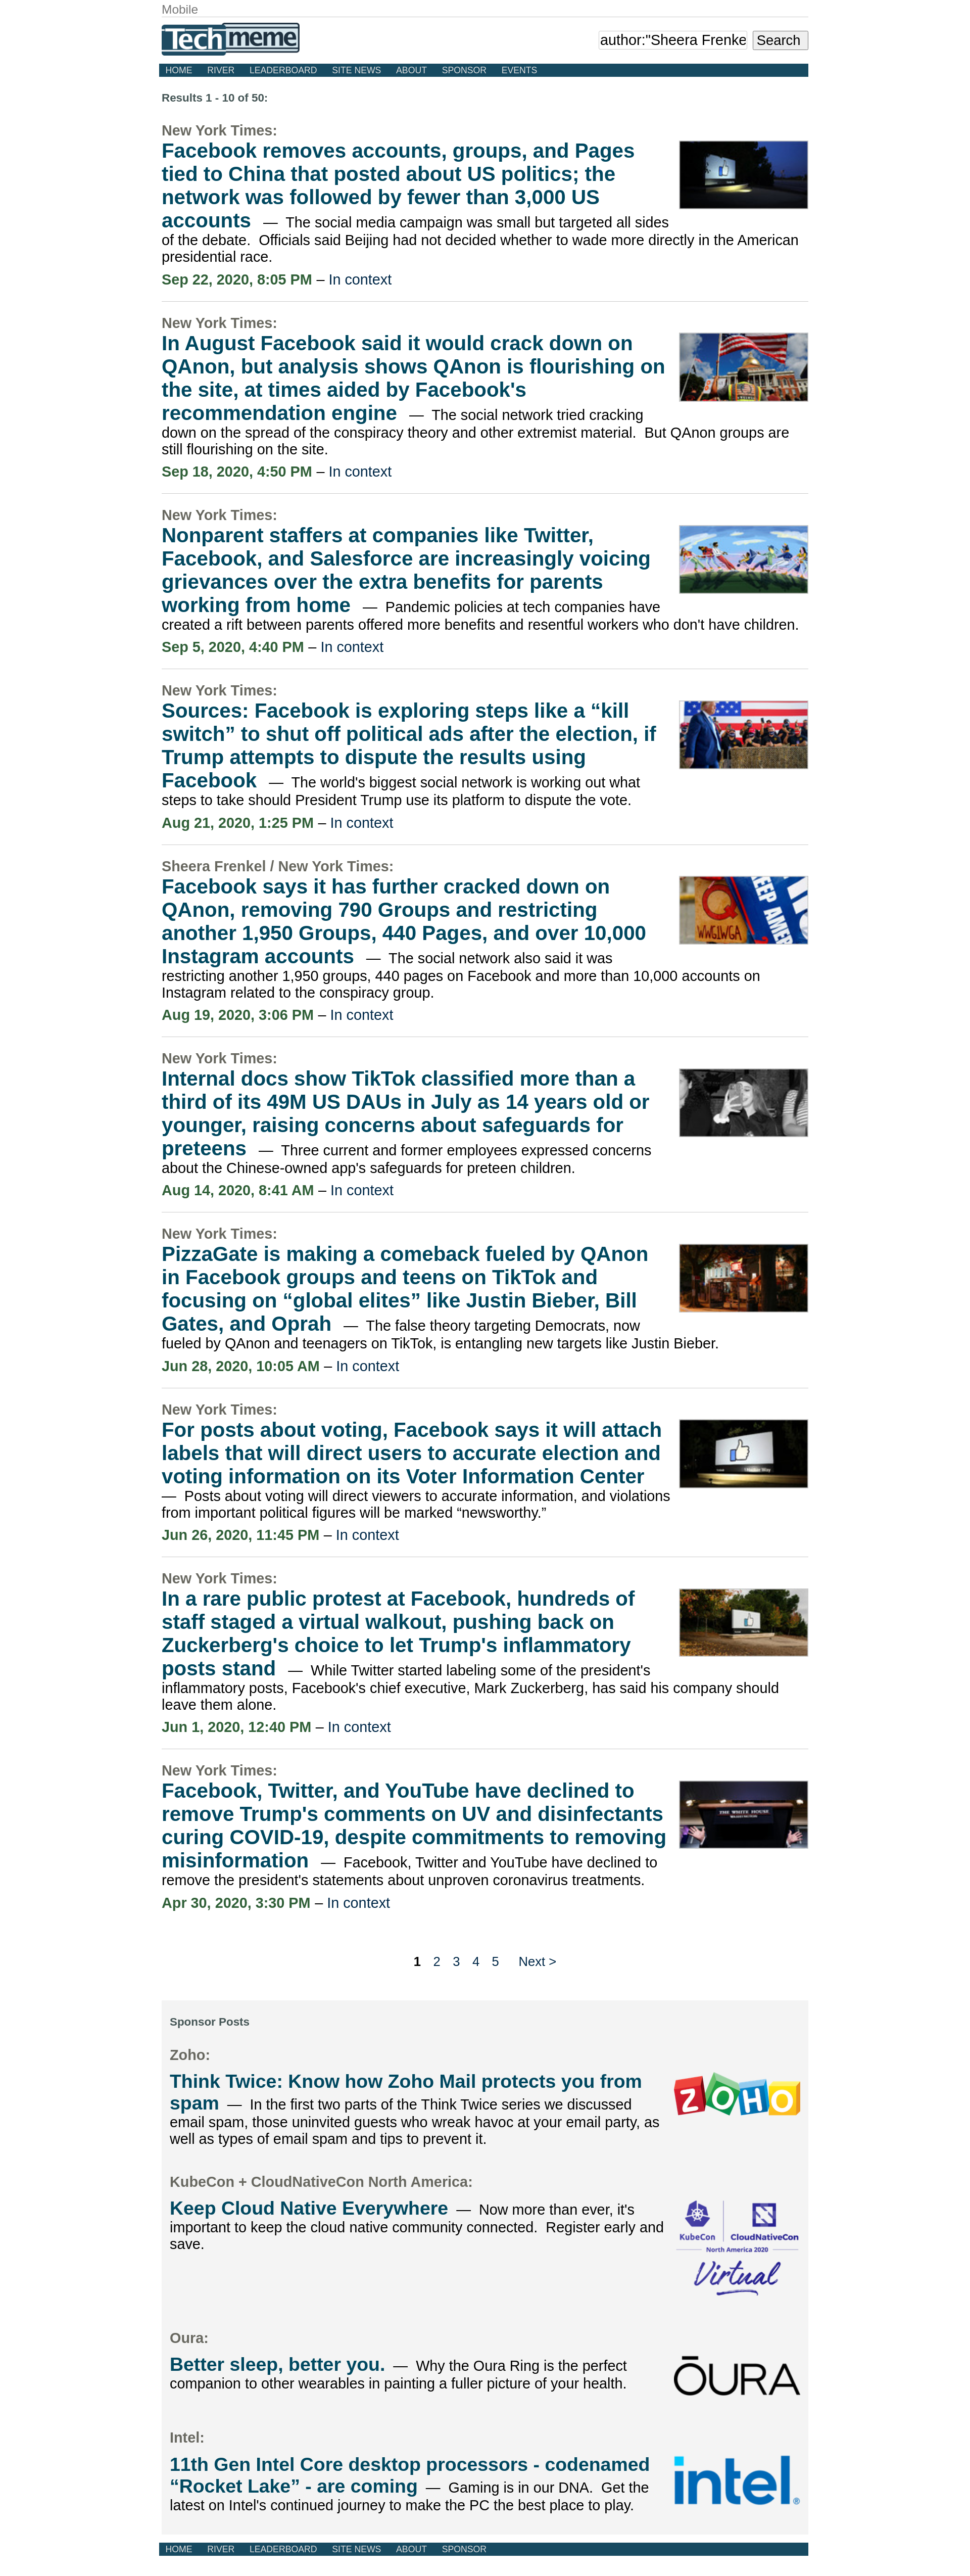 Mobile
Techmeme
author:"Sheera Frenke
Search
HOME RIVER LEADERBOARD SITE NEWS ABOUT SPONSOR EVENTS
Results 1 - 10 of 50:
New York Times:
Facebook removes accounts, groups, and Pages
tied to China that posted about US politics; the
network was followed by fewer than 3,000 US
accounts — The social media campaign was small but targeted all sides
of the debate. Officials said Beijing had not decided whether to wade more directly in the American
presidential race.
Sep 22, 2020, 8:05 PM – In context
New York Times:
In August Facebook said it would crack down on
QAnon, but analysis shows QAnon is flourishing on
the site, at times aided by Facebook's
recommendation engine — The social network tried cracking
down on the spread of the conspiracy theory and other extremist material. But QAnon groups are
still flourishing on the site.
Sep 18, 2020, 4:50 PM – In context
New York Times:
Nonparent staffers at companies like Twitter,
Facebook, and Salesforce are increasingly voicing
grievances over the extra benefits for parents
working from home — Pandemic policies at tech companies have
created a rift between parents offered more benefits and resentful workers who don't have children.
Sep 5, 2020, 4:40 PM – In context
New York Times:
Sources: Facebook is exploring steps like a “kill
switch” to shut off political ads after the election, if
Trump attempts to dispute the results using
Facebook — The world's biggest social network is working out what
steps to take should President Trump use its platform to dispute the vote.
Aug 21, 2020, 1:25 PM – In context
Sheera Frenkel / New York Times:
Facebook says it has further cracked down on
QAnon, removing 790 Groups and restricting
another 1,950 Groups, 440 Pages, and over 10,000
Instagram accounts — The social network also said it was
restricting another 1,950 groups, 440 pages on Facebook and more than 10,000 accounts on
Instagram related to the conspiracy group.
Q
WWG1WGA
KEEP AMER
Aug 19, 2020, 3:06 PM – In context
New York Times:
Internal docs show TikTok classified more than a
third of its 49M US DAUs in July as 14 years old or
younger, raising concerns about safeguards for
preteens — Three current and former employees expressed concerns
about the Chinese-owned app's safeguards for preteen children.
Aug 14, 2020, 8:41 AM – In context
New York Times:
PizzaGate is making a comeback fueled by QAnon
in Facebook groups and teens on TikTok and
focusing on “global elites” like Justin Bieber, Bill
Gates, and Oprah — The false theory targeting Democrats, now
fueled by QAnon and teenagers on TikTok, is entangling new targets like Justin Bieber.
Jun 28, 2020, 10:05 AM – In context
New York Times:
For posts about voting, Facebook says it will attach
labels that will direct users to accurate election and
voting information on its Voter Information Center
— Posts about voting will direct viewers to accurate information, and violations
from important political figures will be marked “newsworthy.”
Jun 26, 2020, 11:45 PM – In context
New York Times:
In a rare public protest at Facebook, hundreds of
staff staged a virtual walkout, pushing back on
Zuckerberg's choice to let Trump's inflammatory
posts stand — While Twitter started labeling some of the president's
inflammatory posts, Facebook's chief executive, Mark Zuckerberg, has said his company should
leave them alone.
Jun 1, 2020, 12:40 PM – In context
New York Times:
Facebook, Twitter, and YouTube have declined to
remove Trump's comments on UV and disinfectants
curing COVID-19, despite commitments to removing
misinformation — Facebook, Twitter and YouTube have declined to
remove the president's statements about unproven coronavirus treatments.
THE WHITE HOUSE
Apr 30, 2020, 3:30 PM – In context
1 2 3 4 5 Next >
Sponsor Posts
Zoho:
Think Twice: Know how Zoho Mail protects you from
spam — In the first two parts of the Think Twice series we discussed
email spam, those uninvited guests who wreak havoc at your email party, as
well as types of email spam and tips to prevent it.
ZOHO
KubeCon + CloudNativeCon North America:
Keep Cloud Native Everywhere — Now more than ever, it's
important to keep the cloud native community connected. Register early and
save.
KubeCon CloudNativeCon
North America 2020
Virtual
Oura:
Better sleep, better you. — Why the Oura Ring is the perfect
companion to other wearables in painting a fuller picture of your health.
ŌURA
Intel:
11th Gen Intel Core desktop processors - codenamed
“Rocket Lake” - are coming — Gaming is in our DNA. Get the
latest on Intel's continued journey to make the PC the best place to play.
intel®
HOME RIVER LEADERBOARD SITE NEWS ABOUT SPONSOR